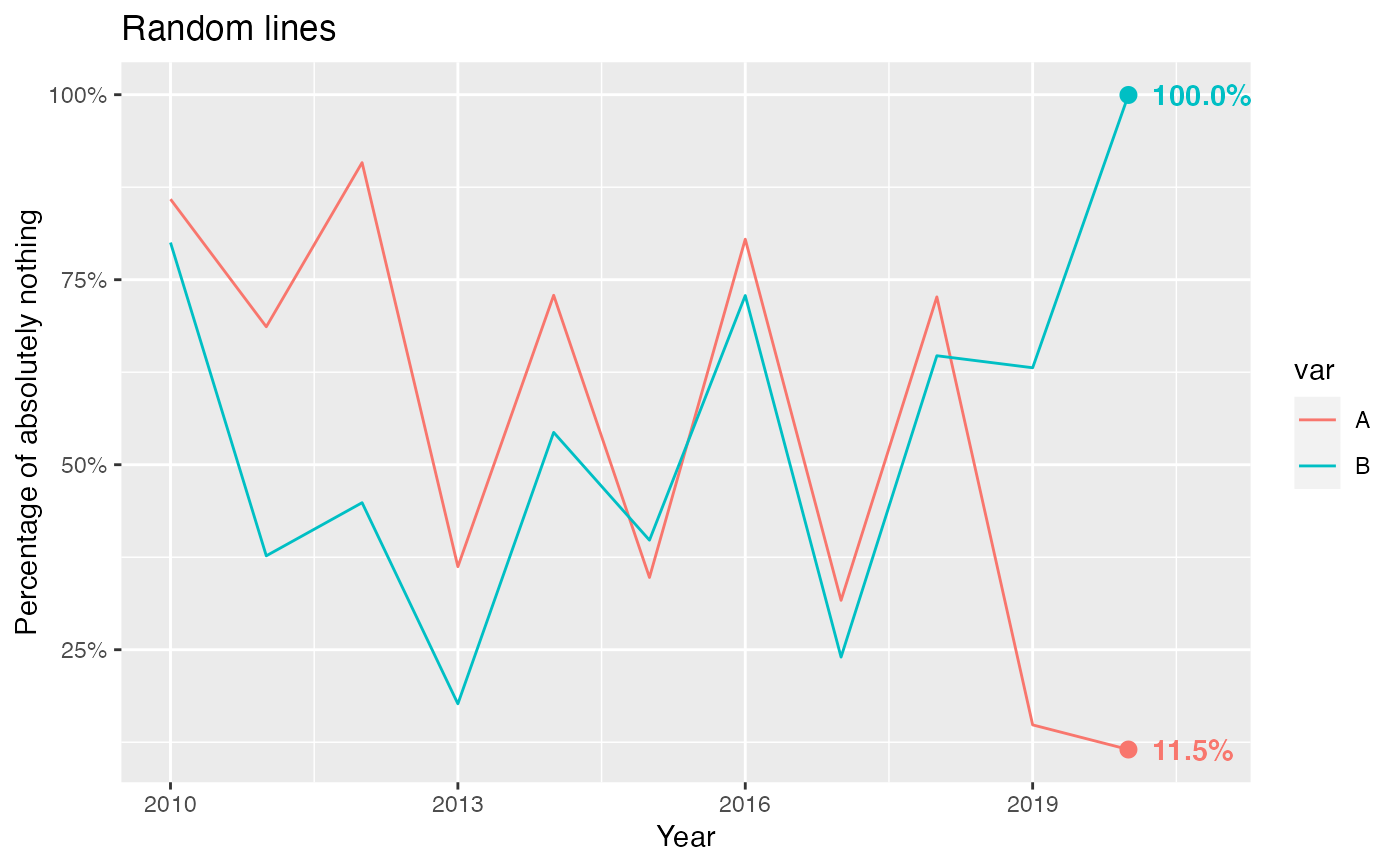 Random lines
Percentage of absolutely nothing
100%
75%
50%
25%
100.0%
11.5%
2010
2013
2016
2019
Year
var
A
B